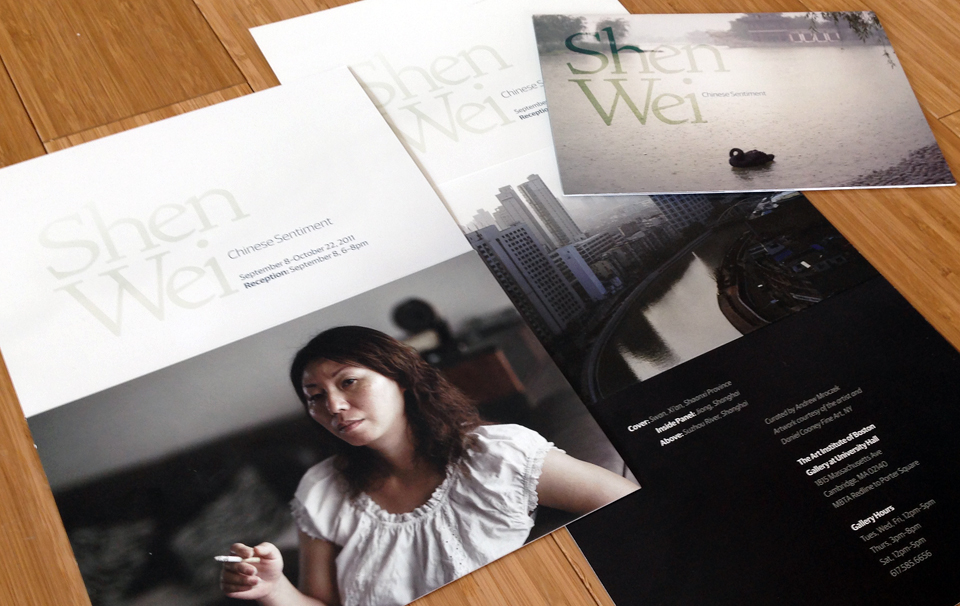 Shen
Wei
Chinese Sentiment
September 8-October 22, 2011
Reception: September 8, 6-8pm
Shen
Wei
Chinese S
September
Reception
Shen
Wei
Chinese Sentiment
Cover: Swan, Xi'an, Shaanxi Province
Inside Panel: Jiong, Shanghai
Above: Suzhou River, Shanghai
Curated by Andrew Mroczek
Artwork courtesy of the artist and
Daniel Cooney Fine Art, NY
The Art Institute of Boston
Gallery at University Hall
1815 Massachusetts Ave
Cambridge, MA 02140
MBTA Redline to Porter Square
Gallery Hours
Tues, Wed, Fri, 12pm-5pm
Thurs, 3pm-8pm
Sat, 12pm-5pm
617.585.6656